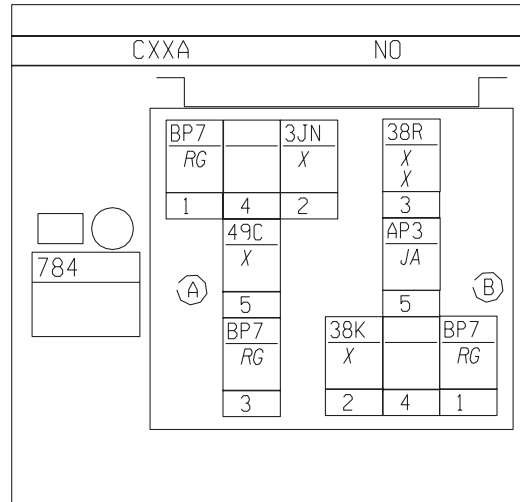 CXXA NO
BP7 3JN 38R
RG X X
X
1 4 2 3
49C AP3
X JA
784
A B
5 5
BP7 38K BP7
RG X RG
3 2 4 1